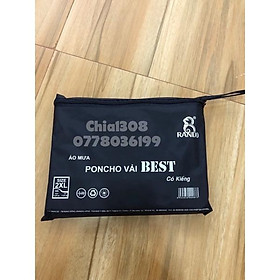 RANDO
Chia1308
0778036199
ÁO MƯA
PONCHO VẢI BEST
Có Kiếng
SIZE
2XL